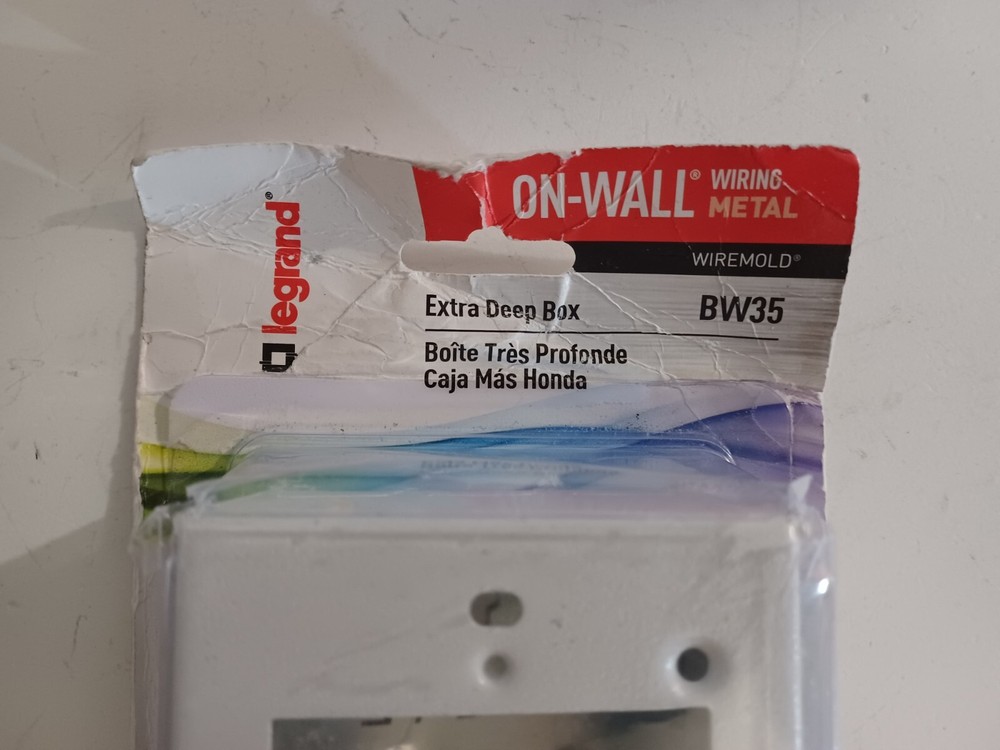 legrand®
ON-WALL® WIRING METAL
WIREMOLD®
Extra Deep Box BW35
Boîte Très Profonde
Caja Más Honda